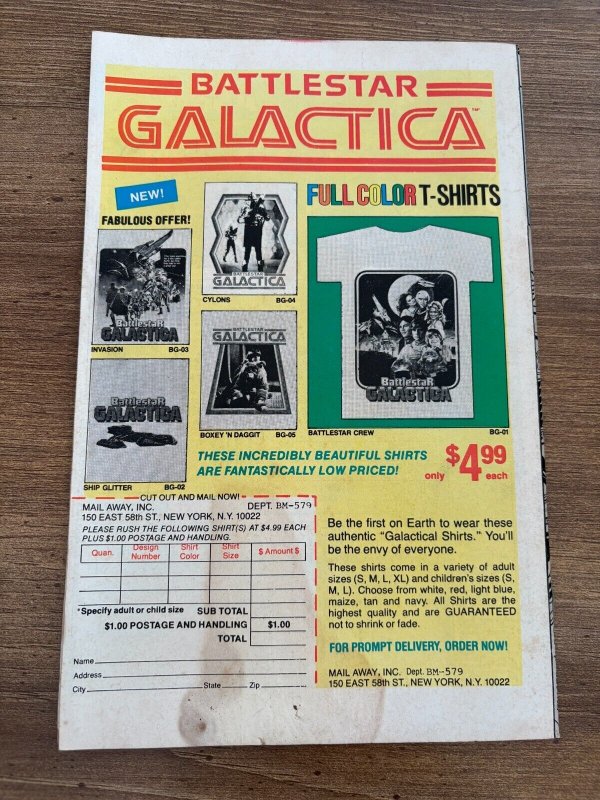 BATTLESTAR
GALACTICA™
NEW!
FABULOUS OFFER!
FULL COLOR T-SHIRTS
BattlestaR
GALACTICA
INVASION BG-03
BATTLESTAR
GALACTICA
CYLONS BG-04
BATTLESTAR
GALACTICA
BOXEY 'N DAGGIT BG-05
BattlestaR
GALACTICA
SHIP GLITTER BG-02
BattlestaR
GALACTICA
BATTLESTAR CREW BG-01
THESE INCREDIBLY BEAUTIFUL SHIRTS
ARE FANTASTICALLY LOW PRICED!
only $4.99 each
CUT OUT AND MAIL NOW!
MAIL AWAY, INC. DEPT. BM-579
150 EAST 58th ST., NEW YORK, N.Y. 10022
PLEASE RUSH THE FOLLOWING SHIRT(S) AT $4.99 EACH
PLUS $1.00 POSTAGE AND HANDLING.
Quan. Design Number Shirt Color Shirt Size $ Amount $
*Specify adult or child size SUB TOTAL
$1.00 POSTAGE AND HANDLING $1.00
TOTAL
Name
Address
City State Zip
Be the first on Earth to wear these
authentic "Galactical Shirts." You'll
be the envy of everyone.
These shirts come in a variety of adult
sizes (S, M, L, XL) and children's sizes (S,
M, L). Choose from white, red, light blue,
maize, tan and navy. All Shirts are the
highest quality and are GUARANTEED
not to shrink or fade.
FOR PROMPT DELIVERY, ORDER NOW!
MAIL AWAY, INC. Dept. BM-579
150 EAST 58th ST., NEW YORK, N.Y. 10022